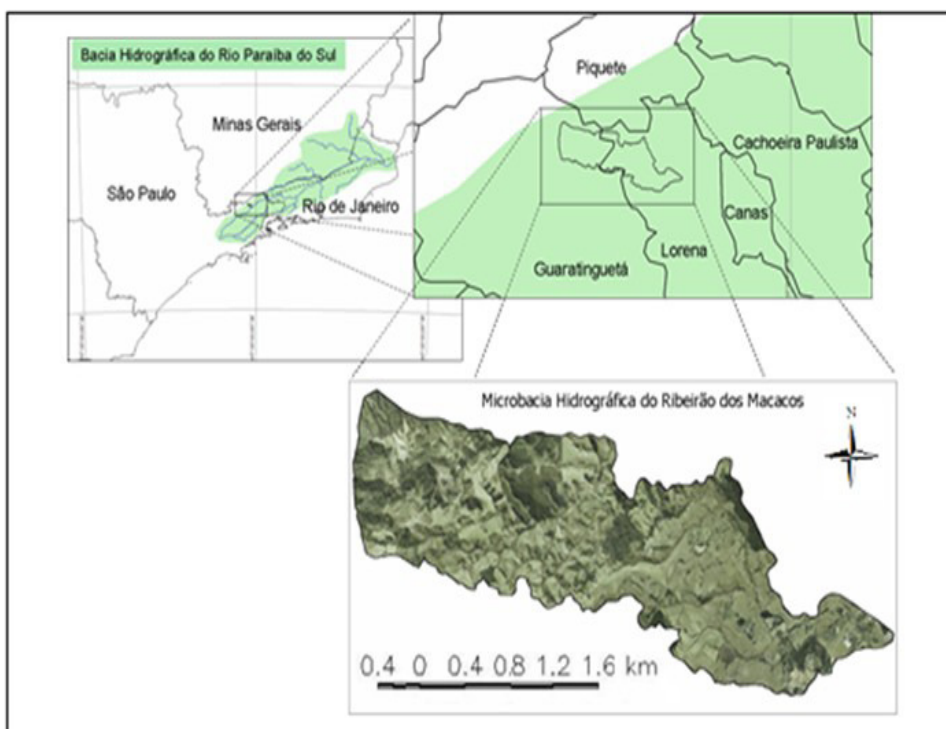 Bacia Hidrográfica do Rio Paraíba do Sul
Minas Gerais
São Paulo
Rio de Janeiro
Piquete
Cachoeira Paulista
Canas
Lorena
Guaratinguetá
Microbacia Hidrográfica do Ribeirão dos Macacos
N
0.4 0 0.4 0.8 1.2 1.6 km